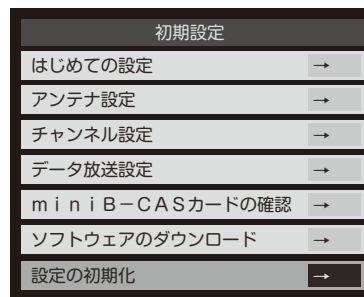 初期設定
はじめての設定 →
アンテナ設定 →
チャンネル設定 →
データ放送設定 →
ｍｉｎｉＢ－ＣＡＳカードの確認 →
ソフトウェアのダウンロード →
設定の初期化 →